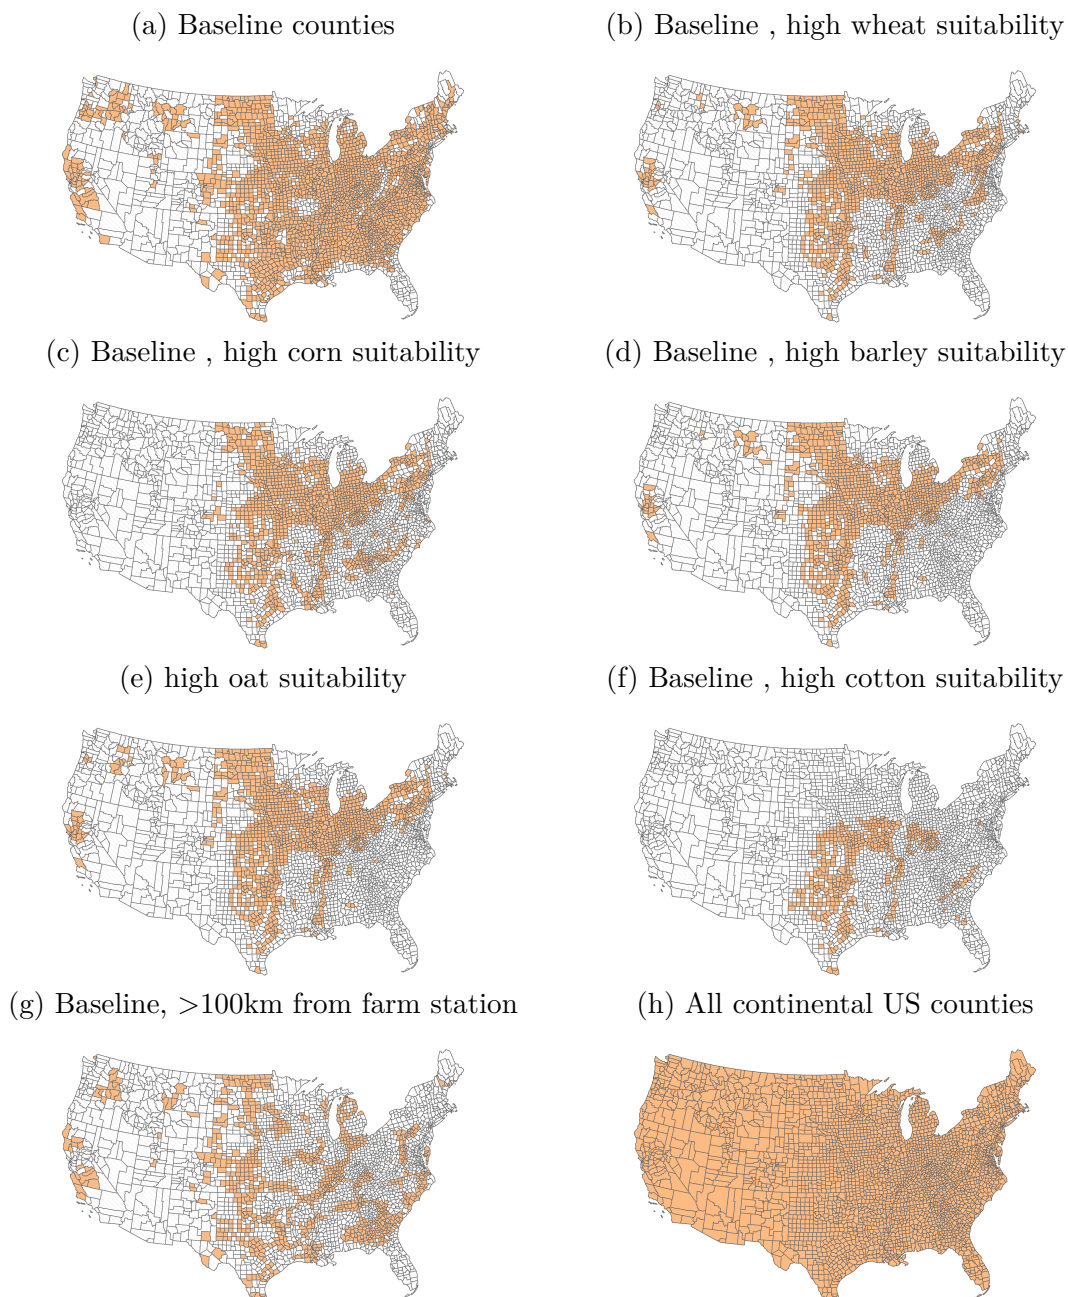 (a) Baseline counties
(b) Baseline , high wheat suitability
(c) Baseline , high corn suitability
(d) Baseline , high barley suitability
(e) high oat suitability
(f) Baseline , high cotton suitability
(g) Baseline, >100km from farm station
(h) All continental US counties